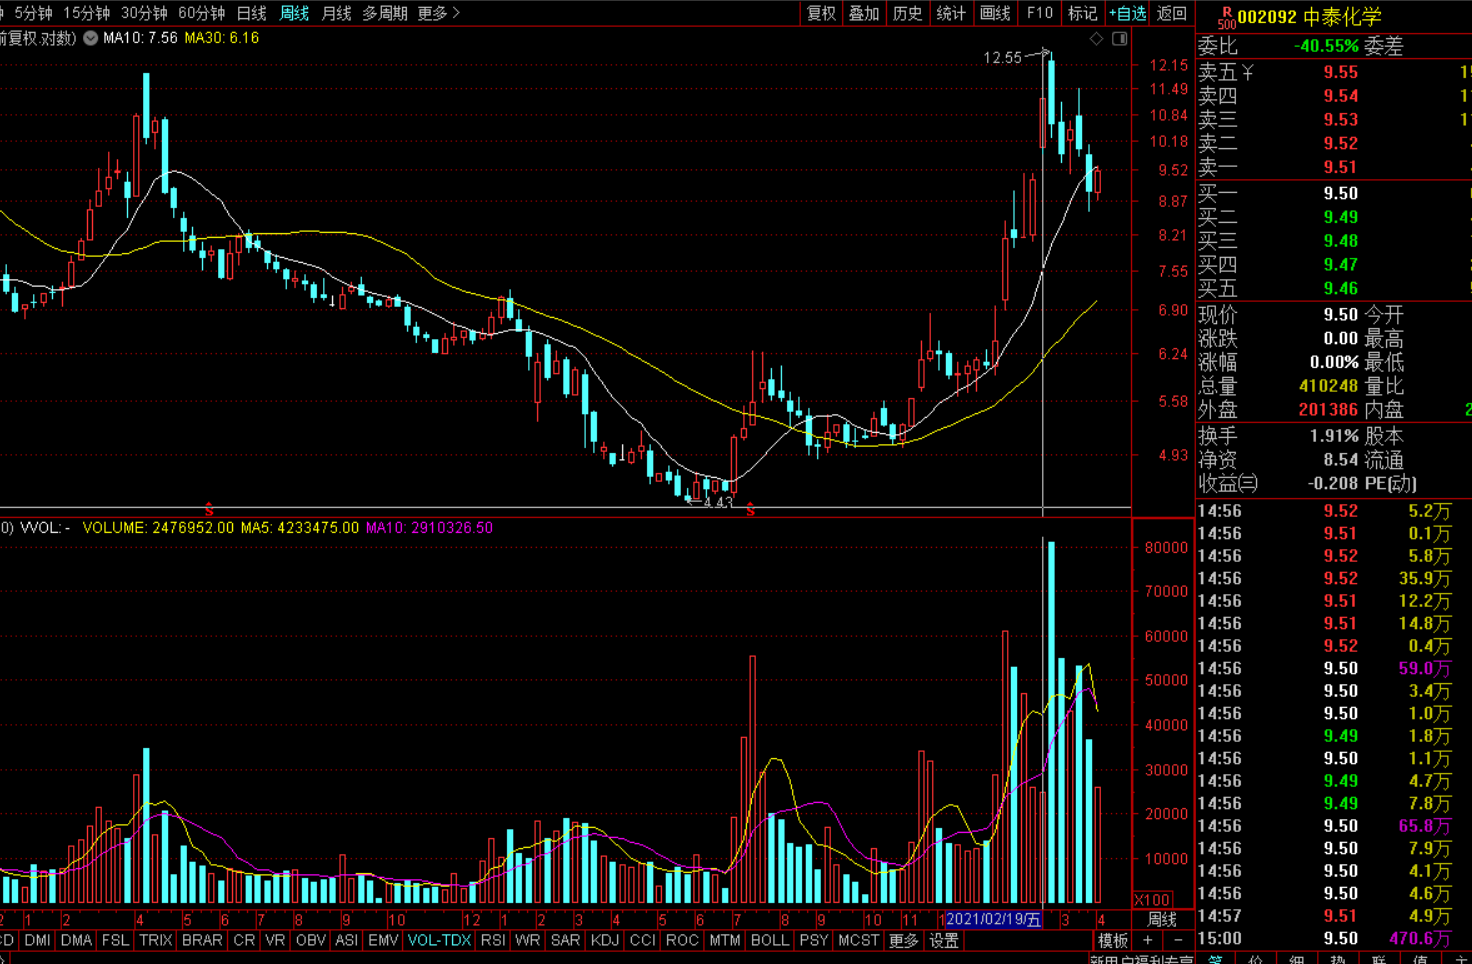 5分钟 15分钟 30分钟 60分钟 日线 周线 月线 多周期 更多 复权 叠加 历史 统计 画线 F10 标记 +自选 返回
R 500 002092 中泰化学
前复权.对数) MA10: 7.56 MA30: 6.16
委比 -40.55% 委差
卖五 9.55
卖四 9.54
卖三 9.53
卖二 9.52
卖一 9.51
买一 9.50
买二 9.49
买三 9.48
买四 9.47
买五 9.46
现价 9.50 今开
涨跌 0.00 最高
涨幅 0.00% 最低
总量 410248 量比
外盘 201386 内盘
换手 1.91% 股本
净资 8.54 流通
收益㈢ -0.208 PE[动]
12.55
12.15
11.49
10.84
10.18
9.52
8.87
8.21
7.55
6.90
6.24
5.58
4.93
4.43
S S
0) VVOL: - VOLUME: 2476952.00 MA5: 4233475.00 MA10: 2910326.50
80000
70000
60000
50000
40000
30000
20000
10000
X100
14:56 9.52 5.2万
14:56 9.51 0.1万
14:56 9.52 5.8万
14:56 9.52 35.9万
14:56 9.51 12.2万
14:56 9.51 14.8万
14:56 9.52 0.4万
14:56 9.50 59.0万
14:56 9.50 3.4万
14:56 9.50 1.0万
14:56 9.49 1.8万
14:56 9.50 1.1万
14:56 9.49 4.7万
14:56 9.49 7.8万
14:56 9.50 65.8万
14:56 9.50 7.9万
14:56 9.50 4.1万
14:56 9.50 4.6万
14:57 9.51 4.9万
15:00 9.50 470.6万
1 2 4 5 6 7 8 9 10 12 1 2 3 4 5 6 7 8 9 10 11 2021/02/19/五 3 4 周线
CD DMI DMA FSL TRIX BRAR CR VR OBV ASI EMV VOL-TDX RSI WR SAR KDJ CCI ROC MTM BOLL PSY MCST 更多 设置 模板 + -